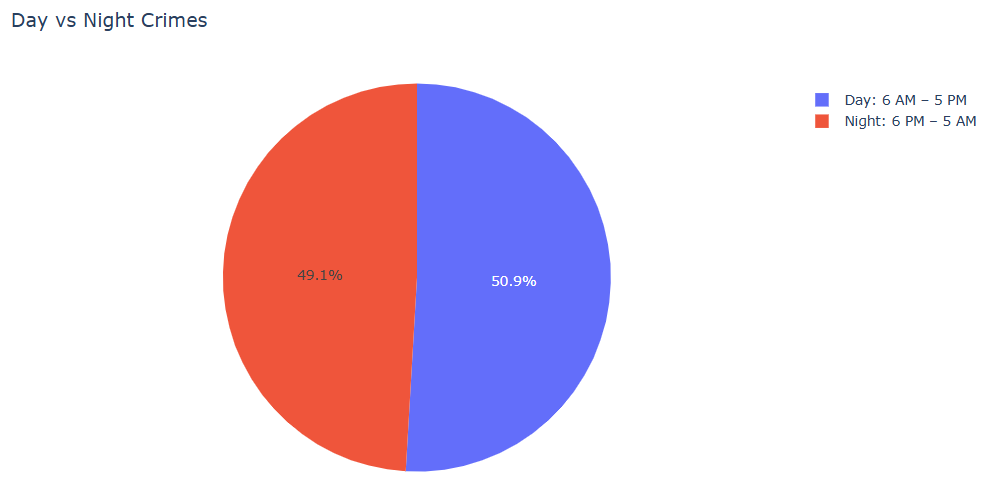 Day vs Night Crimes
Day: 6 AM – 5 PM
Night: 6 PM – 5 AM
49.1%
50.9%